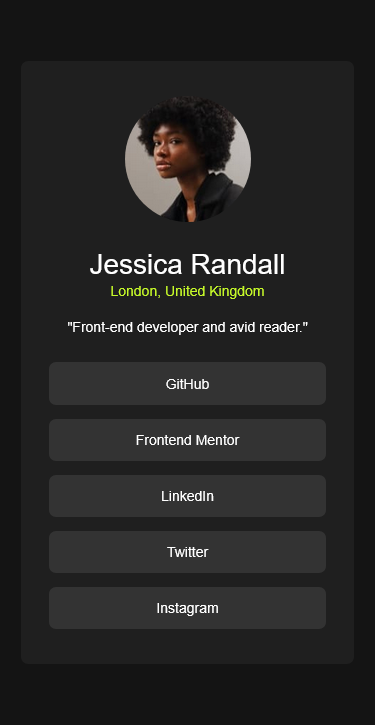 Jessica Randall
London, United Kingdom
"Front-end developer and avid reader."
GitHub
Frontend Mentor
LinkedIn
Twitter
Instagram